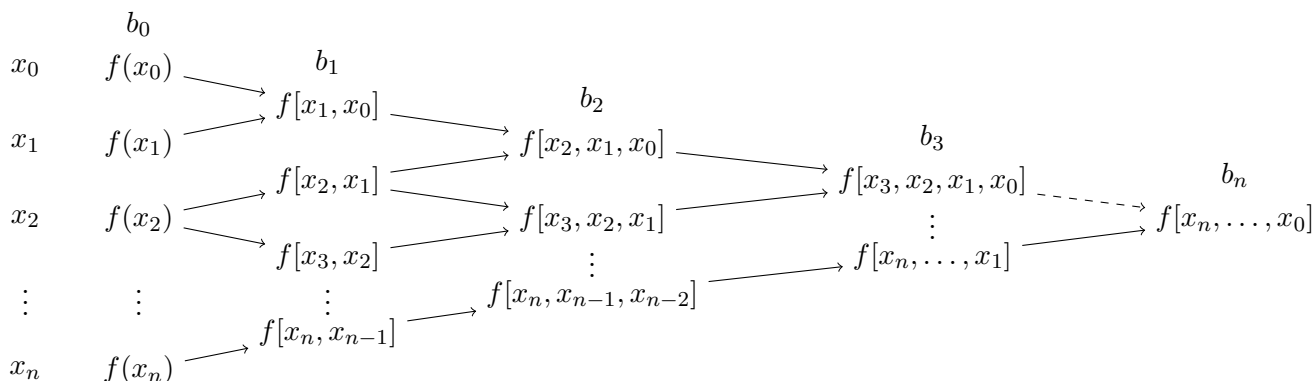 b_0
x_0 f(x_0) b_1
f[x_1, x_0] b_2
x_1 f(x_1) f[x_2, x_1, x_0] b_3
f[x_2, x_1] f[x_3, x_2, x_1, x_0] b_n
x_2 f(x_2) f[x_3, x_2, x_1] ⋮ f[x_n, …, x_0]
f[x_3, x_2] ⋮ f[x_n, …, x_1]
⋮ ⋮ ⋮ f[x_n, x_{n−1}, x_{n−2}]
f[x_n, x_{n−1}]
x_n f(x_n)